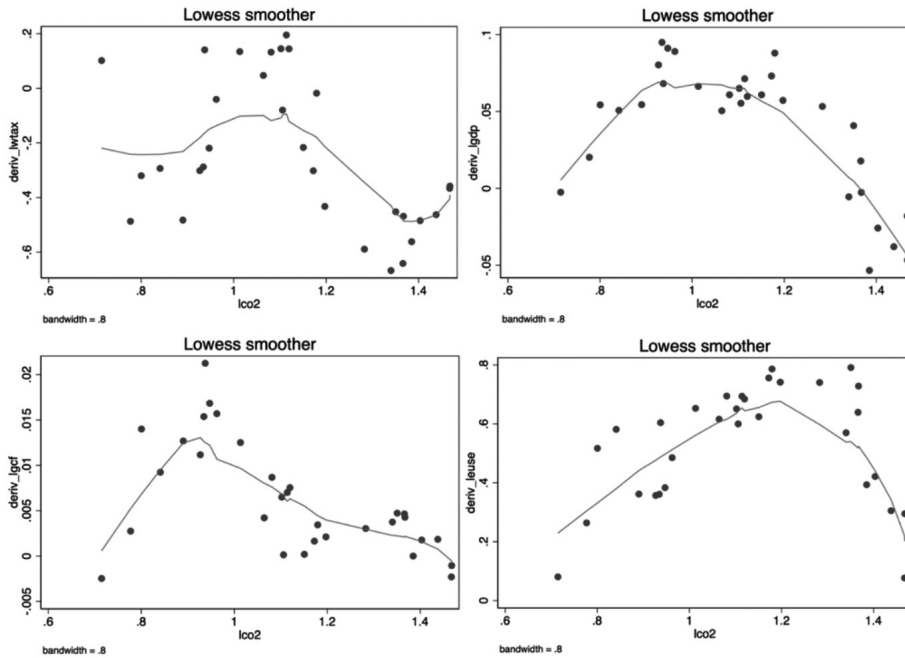 Lowess smoother
.2
0
-.2
-.4
-.6
deriv_lwtax
.6 .8 1 1.2 1.4
lco2
bandwidth = .8
Lowess smoother
.1
.05
0
-.05
deriv_lgdp
.6 .8 1 1.2 1.4
lco2
bandwidth = .8
Lowess smoother
.02
.015
.01
.005
0
-.005
deriv_lgcf
.6 .8 1 1.2 1.4
lco2
bandwidth = .8
Lowess smoother
.8
.6
.4
.2
0
deriv_leuse
.6 .8 1 1.2 1.4
lco2
bandwidth = .8